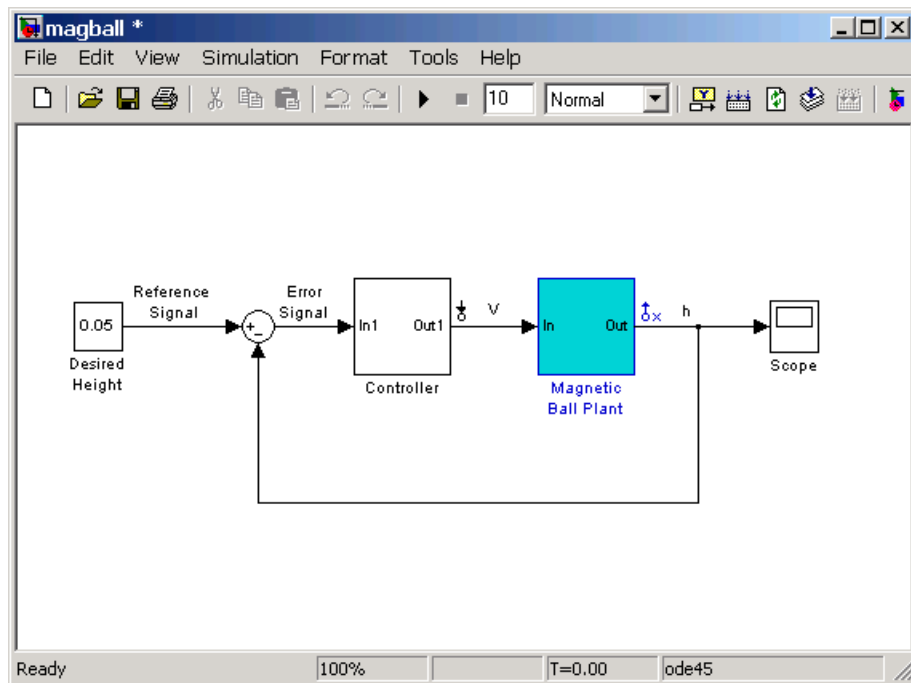 magball *
File Edit View Simulation Format Tools Help
10 Normal
Reference
Signal
Error
Signal
0.05
Desired
Height
+
−
In1 Out1
Controller
V
In Out
Magnetic
Ball Plant
x
h
Scope
Ready 100% T=0.00 ode45